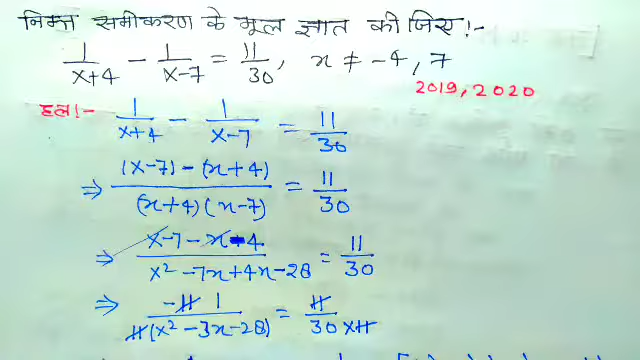 निम्न समीकरण के मूल ज्ञात कीजिए!-
1/(x+4) - 1/(x-7) = 11/30, x ≠ -4, 7
2019, 2020
हल!- 1/(x+4) - 1/(x-7) = 11/30
⇒ ((x-7) - (x+4))/((x+4)(x-7)) = 11/30
⇒ (x-7-x-4)/(x²-7x+4x-28) = 11/30
⇒ (-11 1)/(11(x²-3x-28)) = 11/(30×11)